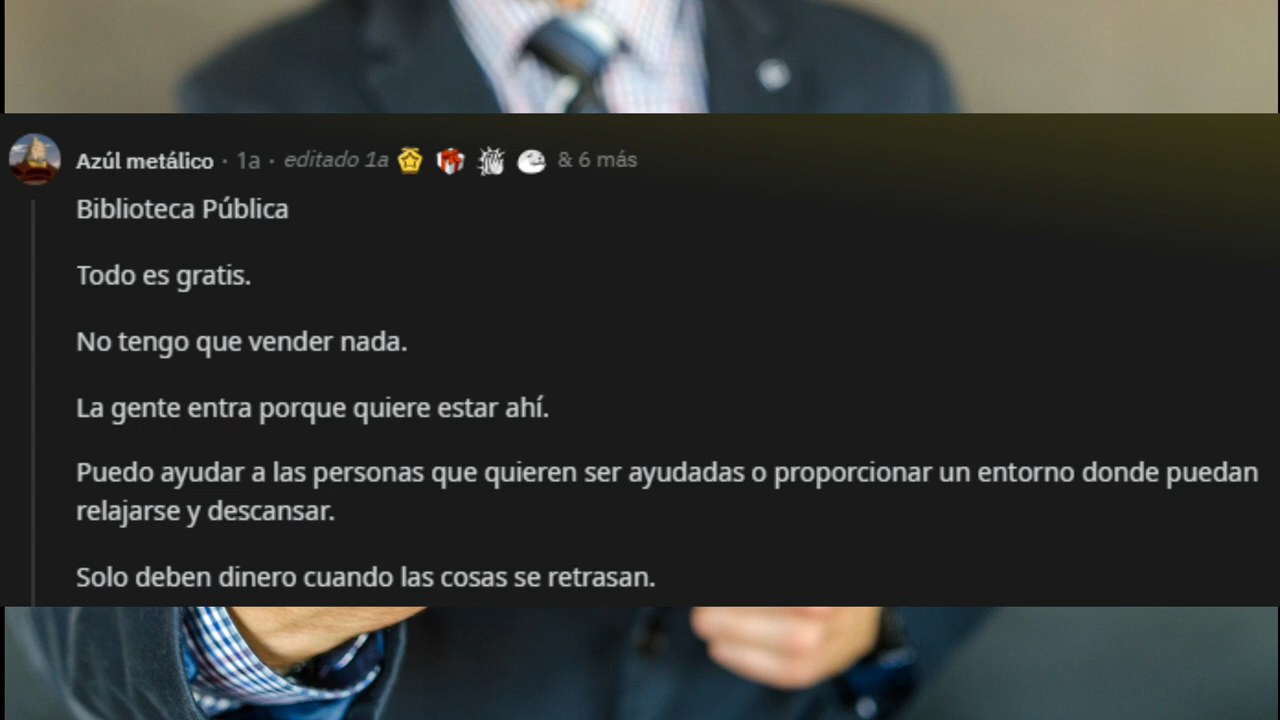 Azúl metálico · 1a · editado 1a & 6 más
Biblioteca Pública
Todo es gratis.
No tengo que vender nada.
La gente entra porque quiere estar ahí.
Puedo ayudar a las personas que quieren ser ayudadas o proporcionar un entorno donde puedan
relajarse y descansar.
Solo deben dinero cuando las cosas se retrasan.